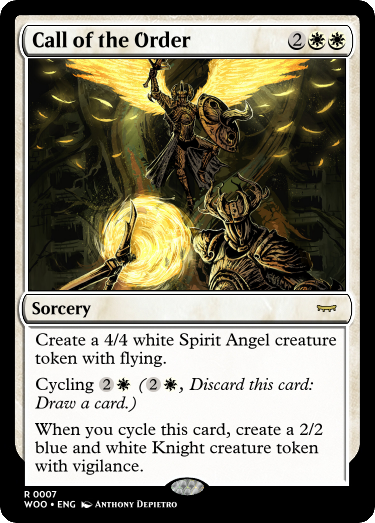 Call of the Order 2
Sorcery
Create a 4/4 white Spirit Angel creature
token with flying.
Cycling 2 (2, Discard this card:
Draw a card.)
When you cycle this card, create a 2/2
blue and white Knight creature token
with vigilance.
R 0007
WOO • ENG Anthony DePietro